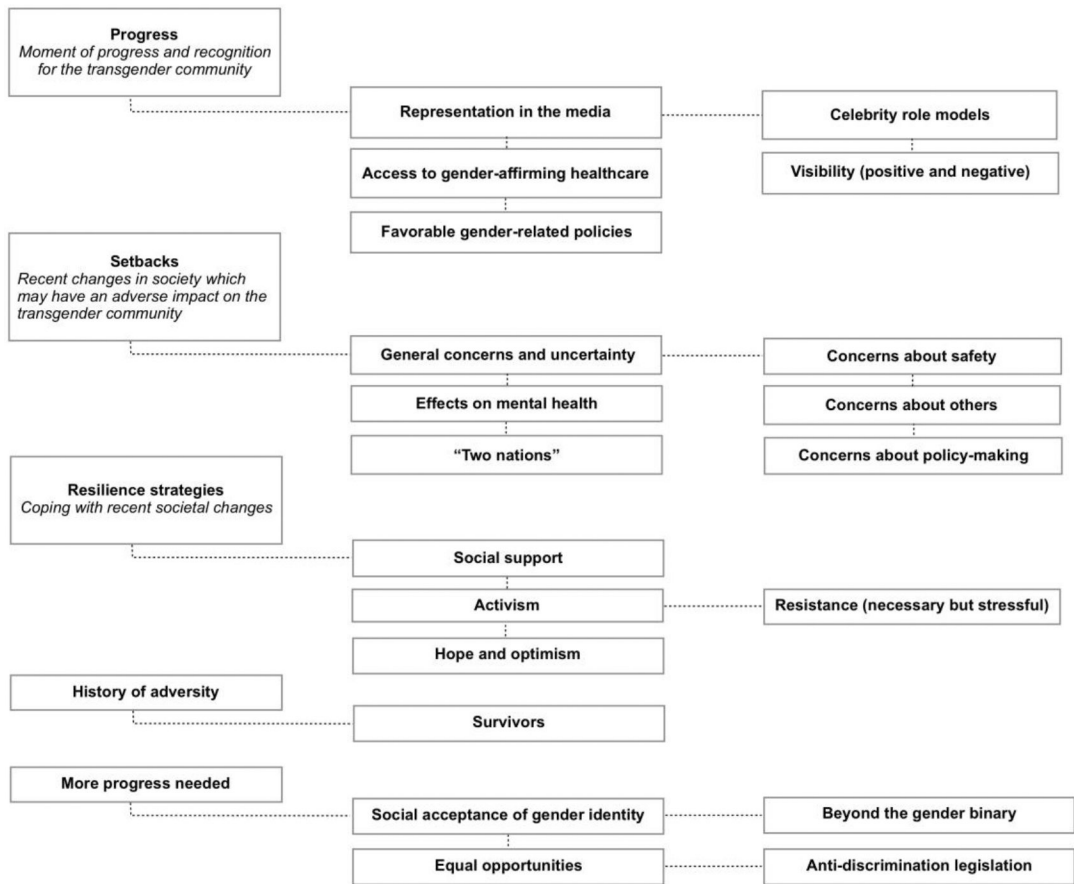 Progress
Moment of progress and recognition
for the transgender community
Representation in the media
Celebrity role models
Access to gender-affirming healthcare
Visibility (positive and negative)
Favorable gender-related policies
Setbacks
Recent changes in society which
may have an adverse impact on the
transgender community
General concerns and uncertainty
Concerns about safety
Effects on mental health
Concerns about others
“Two nations”
Concerns about policy-making
Resilience strategies
Coping with recent societal changes
Social support
Activism
Resistance (necessary but stressful)
Hope and optimism
History of adversity
Survivors
More progress needed
Social acceptance of gender identity
Beyond the gender binary
Equal opportunities
Anti-discrimination legislation